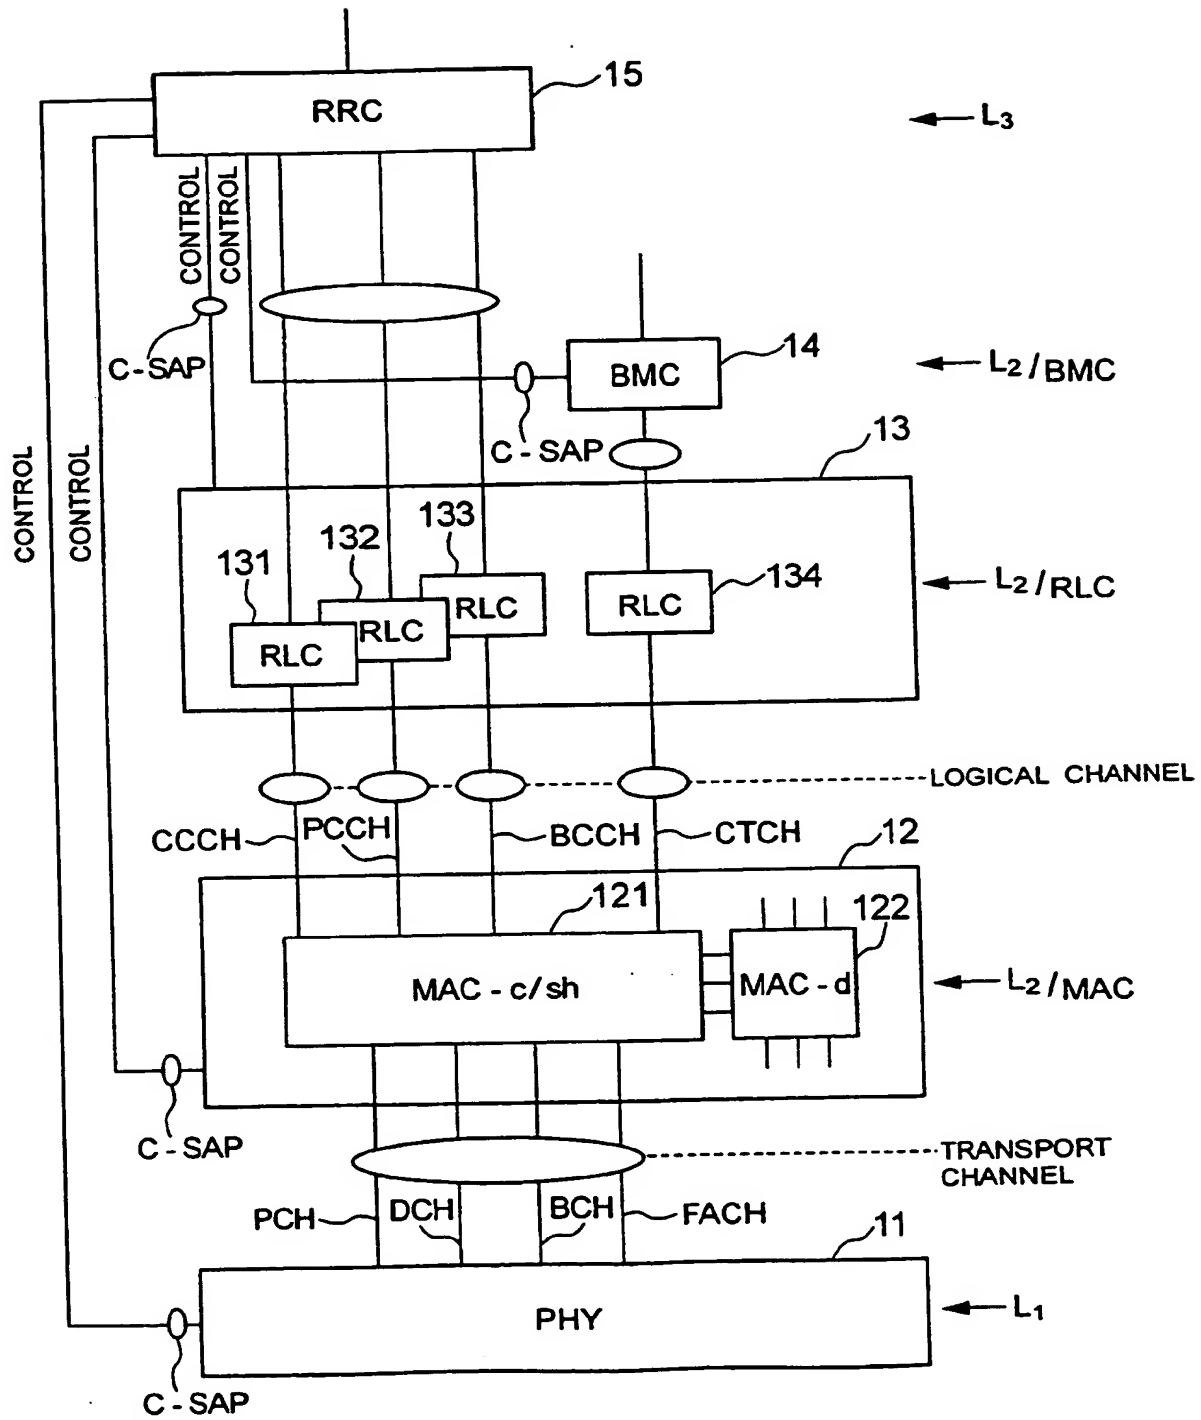 15
RRC
L3
CONTROL
CONTROL
C-SAP
14
BMC
L2/BMC
C-SAP
13
CONTROL
CONTROL
133
132
131
134
RLC
RLC
RLC
RLC
L2/RLC
LOGICAL CHANNEL
CCCH
PCCH
BCCH
CTCH
12
121
122
MAC-c/sh
MAC-d
L2/MAC
C-SAP
TRANSPORT
CHANNEL
PCH
DCH
BCH
FACH
11
PHY
L1
C-SAP